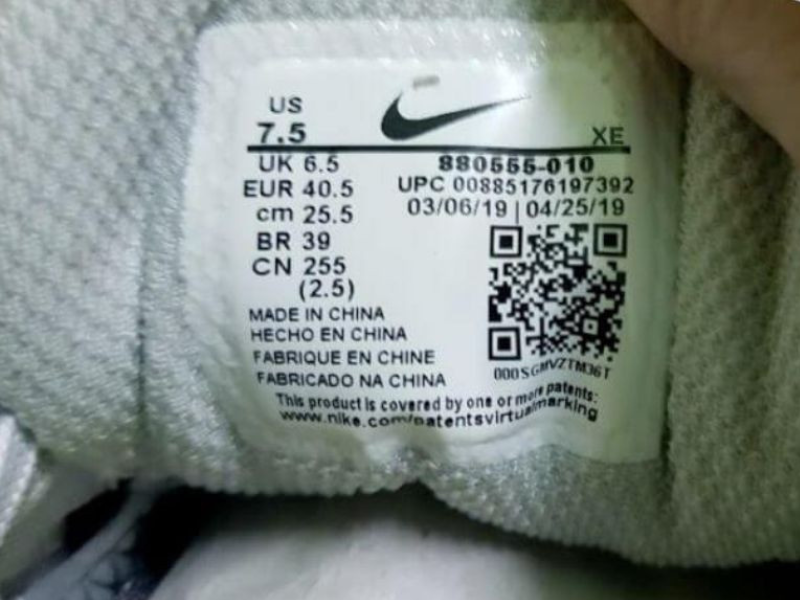 US
7.5
XE
UK 6.5
880555-010
EUR 40.5
UPC 00885176197392
cm 25.5
03/06/19 | 04/25/19
BR 39
CN 255
(2.5)
MADE IN CHINA
HECHO EN CHINA
FABRIQUE EN CHINE
FABRICADO NA CHINA
This product is covered by one or more patents:
www.nike.com/patentsvirtualmarking